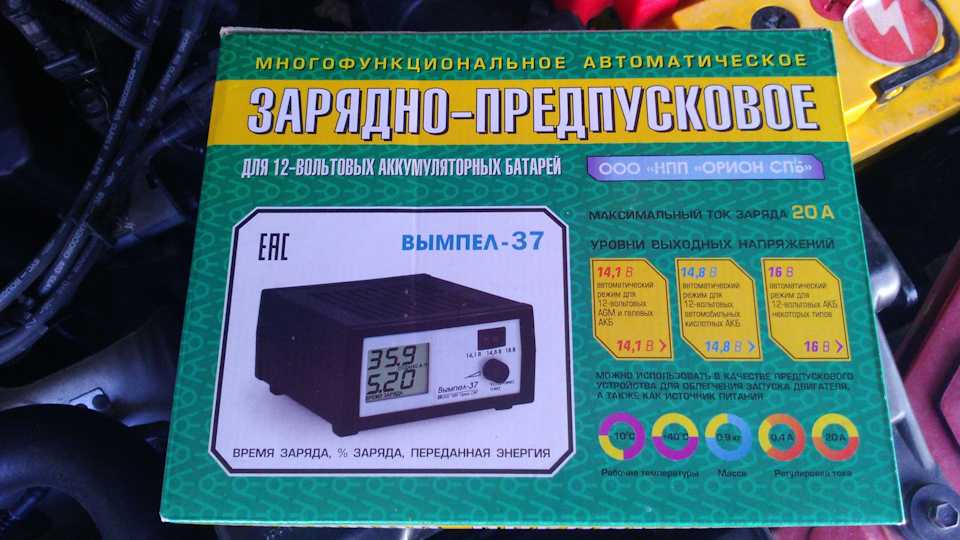 МНОГОФУНКЦИОНАЛЬНОЕ АВТОМАТИЧЕСКОЕ
ЗАРЯДНО-ПРЕДПУСКОВОЕ
ДЛЯ 12-ВОЛЬТОВЫХ АККУМУЛЯТОРНЫХ БАТАРЕЙ
ООО «НПП «ОРИОН СПБ»
EAC
ВЫМПЕЛ-37
35.9
5.20
ВРЕМЯ ЗАРЯДА
14,1 В 14,8 В 16 В
Вымпел-37
ВРЕМЯ ЗАРЯДА, % ЗАРЯДА, ПЕРЕДАННАЯ ЭНЕРГИЯ
МАКСИМАЛЬНЫЙ ТОК ЗАРЯДА 20 А
УРОВНИ ВЫХОДНЫХ НАПРЯЖЕНИЙ
14,1 В
автоматический
режим для
12-вольтовых
AGM и гелевых
АКБ
14,1 В >
14,8 В
автоматический
режим для
12-вольтовых
автомобильных
кислотных АКБ
14,8 В >
16 В
автоматический
режим для
12-вольтовых АКБ
некоторых типов
16 В >
МОЖНО ИСПОЛЬЗОВАТЬ В КАЧЕСТВЕ ПРЕДПУСКОВОГО
УСТРОЙСТВА ДЛЯ ОБЛЕГЧЕНИЯ ЗАПУСКА ДВИГАТЕЛЯ,
А ТАКЖЕ КАК ИСТОЧНИК ПИТАНИЯ
-10°С +40°С 0,9 кг 0,4 А 20 А
Рабочие температуры Масса Регулировка тока